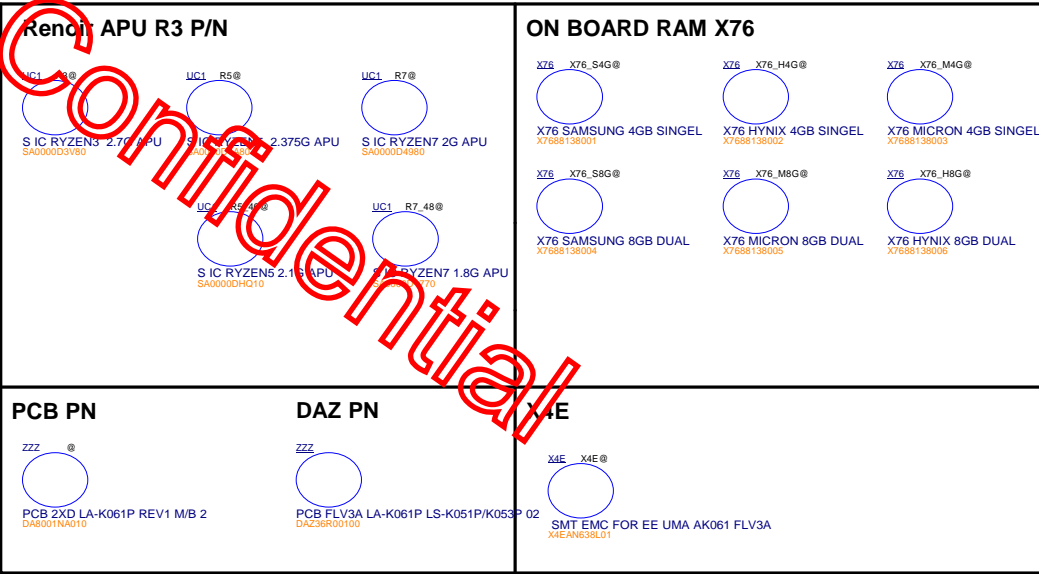 Renoir APU R3 P/N
UC1 R5@
UC1 R7@
S IC RYZEN3 2.7G APU
2.375G APU
S IC RYZEN7 2G APU
SA0000D3V80
SA0000D4980
UC1 R7_48@
S IC RYZEN5 2.1G APU
S IC RYZEN7 1.8G APU
SA0000DHQ10
ON BOARD RAM X76
X76 X76_S4G@
X76 X76_H4G@
X76 X76_M4G@
X76 SAMSUNG 4GB SINGEL
X76 HYNIX 4GB SINGEL
X76 MICRON 4GB SINGEL
X7688138001
X7688138002
X7688138003
X76 X76_S8G@
X76 X76_M8G@
X76 X76_H8G@
X76 SAMSUNG 8GB DUAL
X76 MICRON 8GB DUAL
X76 HYNIX 8GB DUAL
X7688138004
X7688138005
X7688138006
PCB PN
ZZZ @
PCB 2XD LA-K061P REV1 M/B 2
DA8001NA010
DAZ PN
ZZZ
PCB FLV3A LA-K061P LS-K051P/K053P 02
DAZ36R00100
X4E
X4E X4E@
SMT EMC FOR EE UMA AK061 FLV3A
X4EAN638L01
Confidential